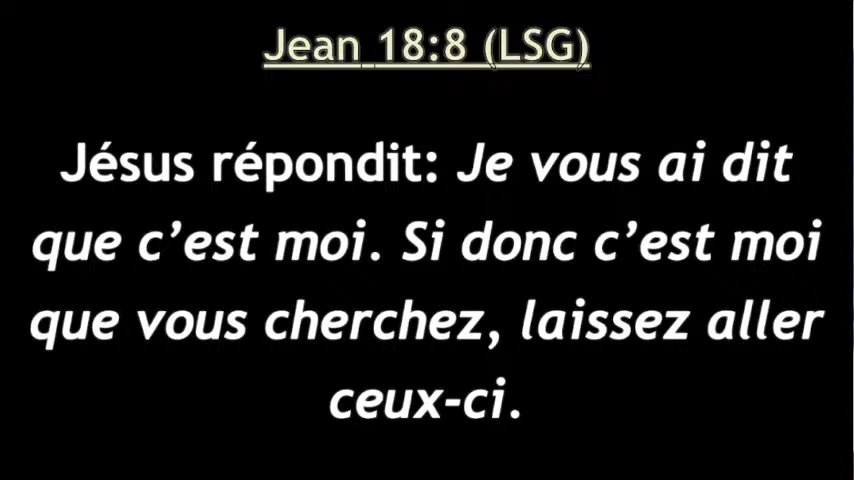 Jean 18:8 (LSG)
Jésus répondit: Je vous ai dit
que c’est moi. Si donc c’est moi
que vous cherchez, laissez aller
ceux-ci.